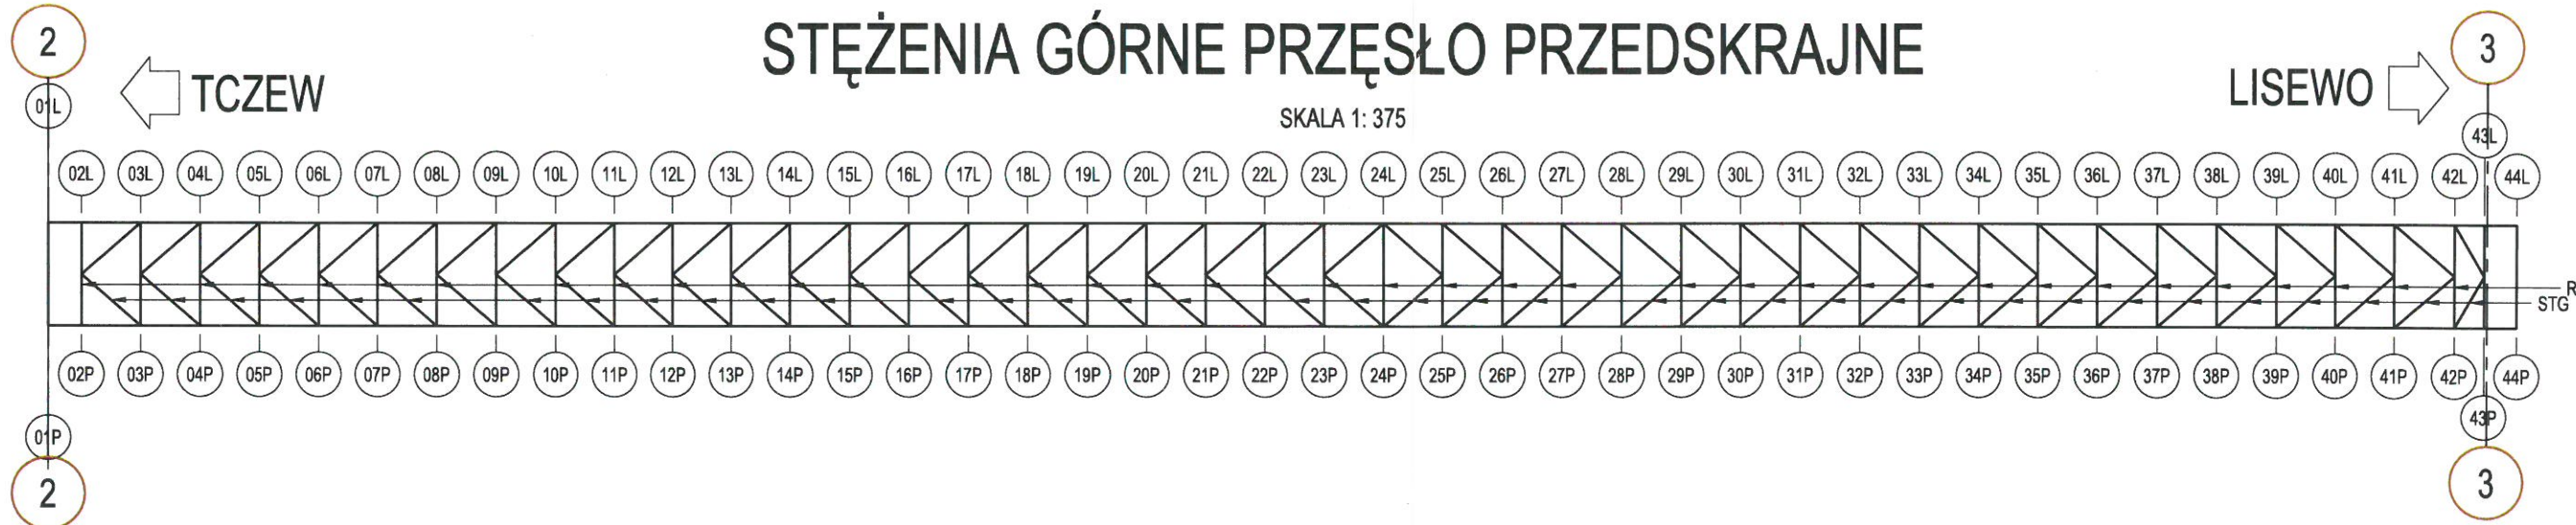 STĘŻENIA GÓRNE PRZĘSŁO PRZEDSKRAJNE
2 3
TCZEW LISEWO
01L
SKALA 1: 375
43L
02L 03L 04L 05L 06L 07L 08L 09L 10L 11L 12L 13L 14L 15L 16L 17L 18L 19L 20L 21L 22L 23L 24L 25L 26L 27L 28L 29L 30L 31L 32L 33L 34L 35L 36L 37L 38L 39L 40L 41L 42L 44L
R
STG
02P 03P 04P 05P 06P 07P 08P 09P 10P 11P 12P 13P 14P 15P 16P 17P 18P 19P 20P 21P 22P 23P 24P 25P 26P 27P 28P 29P 30P 31P 32P 33P 34P 35P 36P 37P 38P 39P 40P 41P 42P 44P
43P
01P
2 3